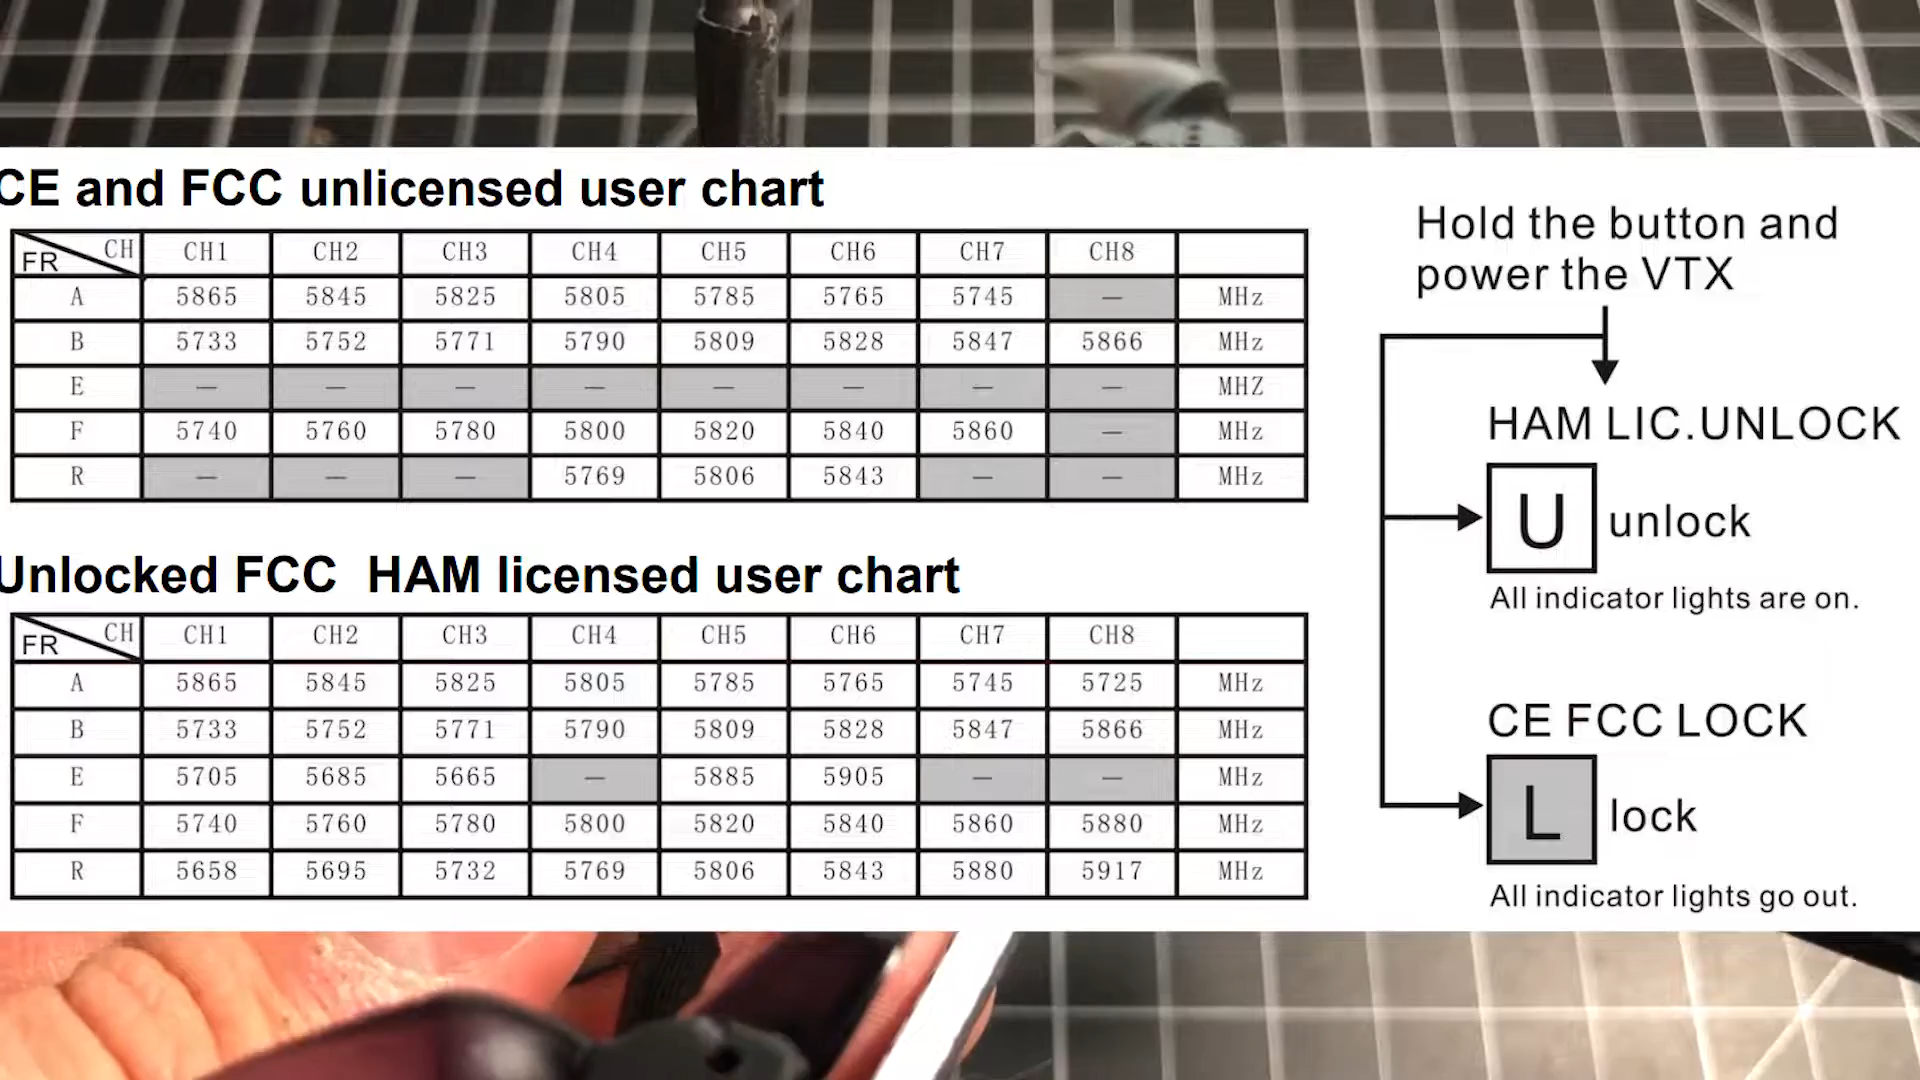 CE and FCC unlicensed user chart
FR CH CH1 CH2 CH3 CH4 CH5 CH6 CH7 CH8
A 5865 5845 5825 5805 5785 5765 5745 — MHz
B 5733 5752 5771 5790 5809 5828 5847 5866 MHz
E — — — — — — — — MHZ
F 5740 5760 5780 5800 5820 5840 5860 — MHz
R — — — 5769 5806 5843 — — MHz
Unlocked FCC HAM licensed user chart
FR CH CH1 CH2 CH3 CH4 CH5 CH6 CH7 CH8
A 5865 5845 5825 5805 5785 5765 5745 5725 MHz
B 5733 5752 5771 5790 5809 5828 5847 5866 MHz
E 5705 5685 5665 — 5885 5905 — — MHz
F 5740 5760 5780 5800 5820 5840 5860 5880 MHz
R 5658 5695 5732 5769 5806 5843 5880 5917 MHz
Hold the button and
power the VTX
HAM LIC.UNLOCK
U unlock
All indicator lights are on.
CE FCC LOCK
L lock
All indicator lights go out.